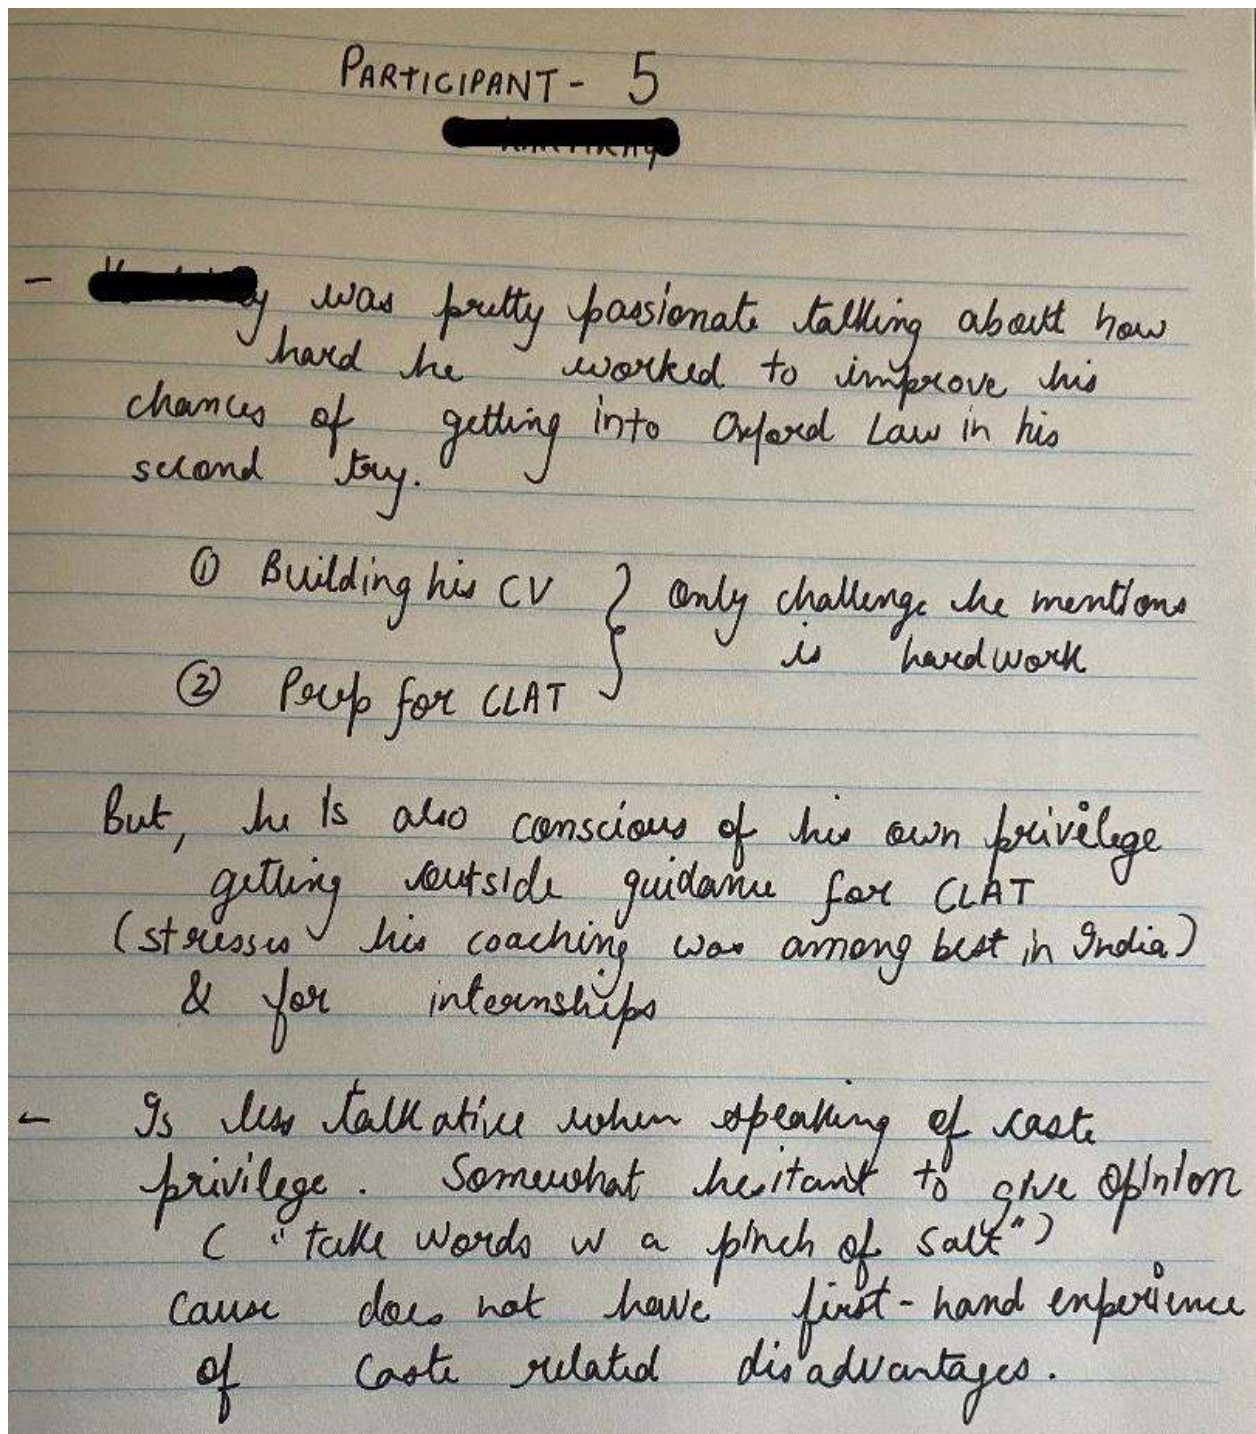 PARTICIPANT - 5
- was pretty passionate talking about how
hard he worked to improve his
chances of getting into Oxford Law in his
second try.
① Building his CV } Only challenge he mentions
is hardwork
② Prep for CLAT
But, he is also conscious of his own privilege
getting outside guidance for CLAT
(stresses his coaching was among best in India)
& for internships
- Is less talkative when speaking of caste
privilege. Somewhat hesitant to give opinion
( "take words w a pinch of salt")
cause does not have first-hand experience
of caste related disadvantages.